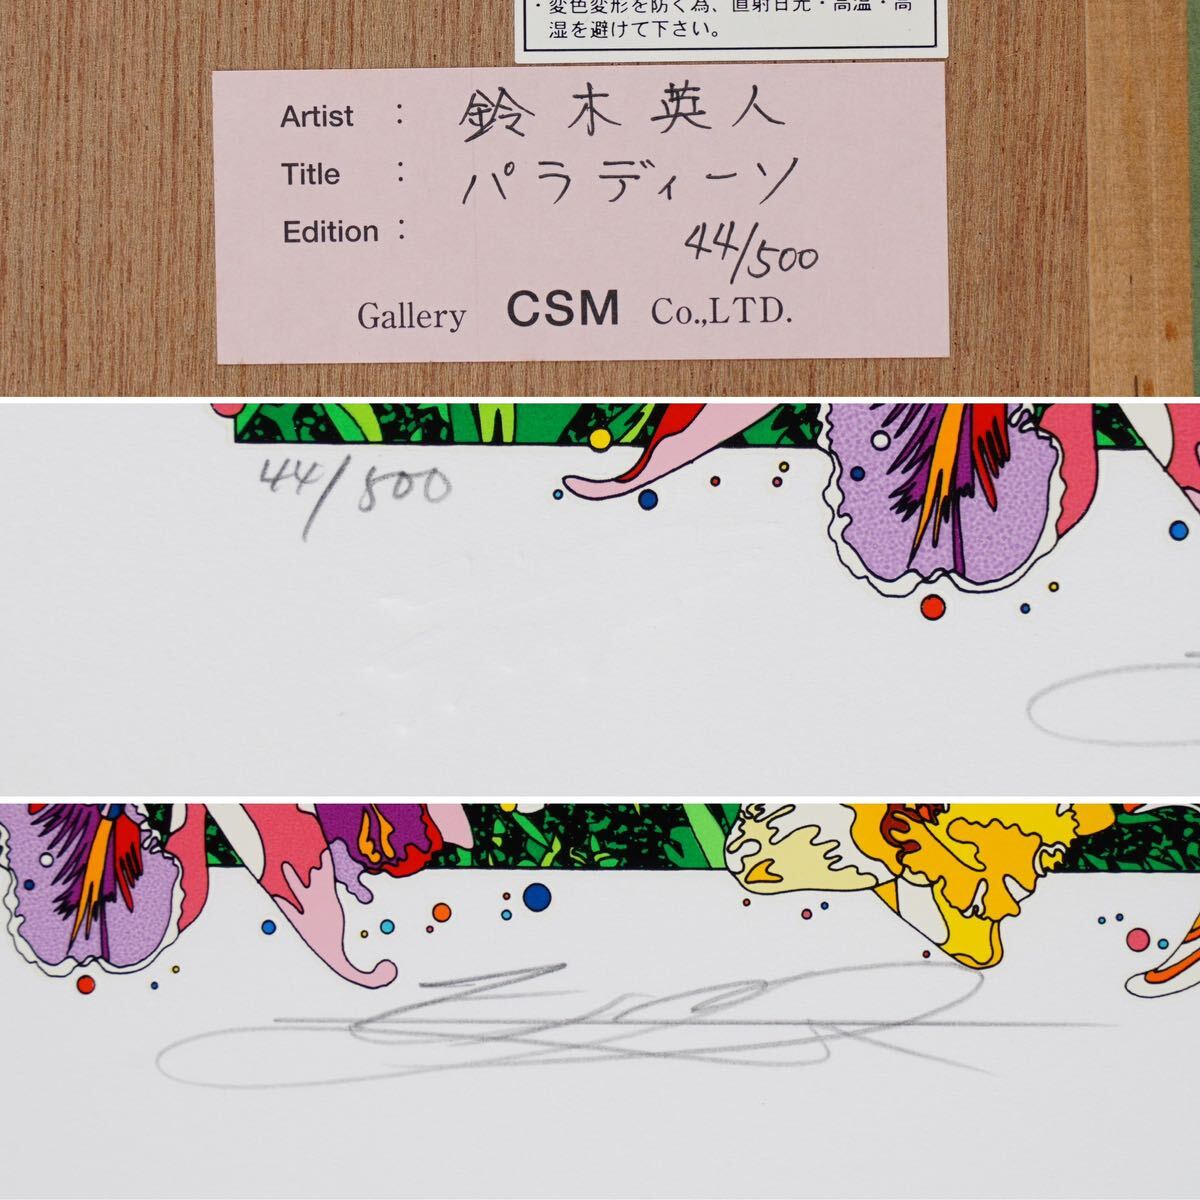 ・変色変形を防ぐ為、直射日光・高温・高
湿を避けて下さい。
Artist : 鈴木英人
Title : パラディーソ
Edition : 44/500
Gallery CSM Co.,LTD.
44/500